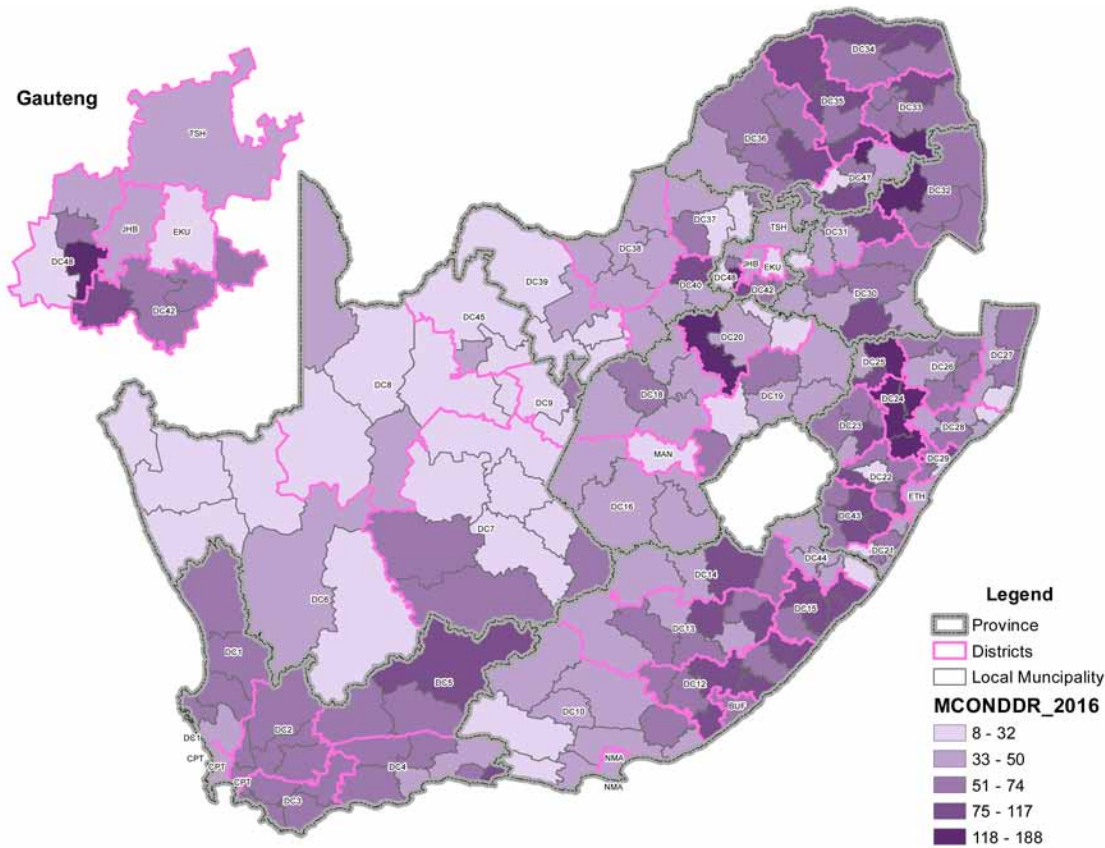 Gauteng
TSH
JHB
EKU
DC48
DC42
DC34
DC35
DC33
DC36
DC47
DC32
DC37
TSH
DC31
DC38
JHB
EKU
DC48
DC39
DC40
DC42
DC30
DC45
DC20
DC25
DC26
DC27
DC8
DC9
DC18
DC19
DC24
DC23
DC28
MAN
DC29
DC22
DC16
ETH
DC43
DC7
DC21
DC44
DC14
DC6
DC15
DC13
DC1
DC5
DC12
BUF
DC10
DC2
DC1
CPT
CPT
CPT
DC4
DC3
NMA
NMA
Legend
Province
Districts
Local Muncipality
MCONDDR_2016
8 - 32
33 - 50
51 - 74
75 - 117
118 - 188